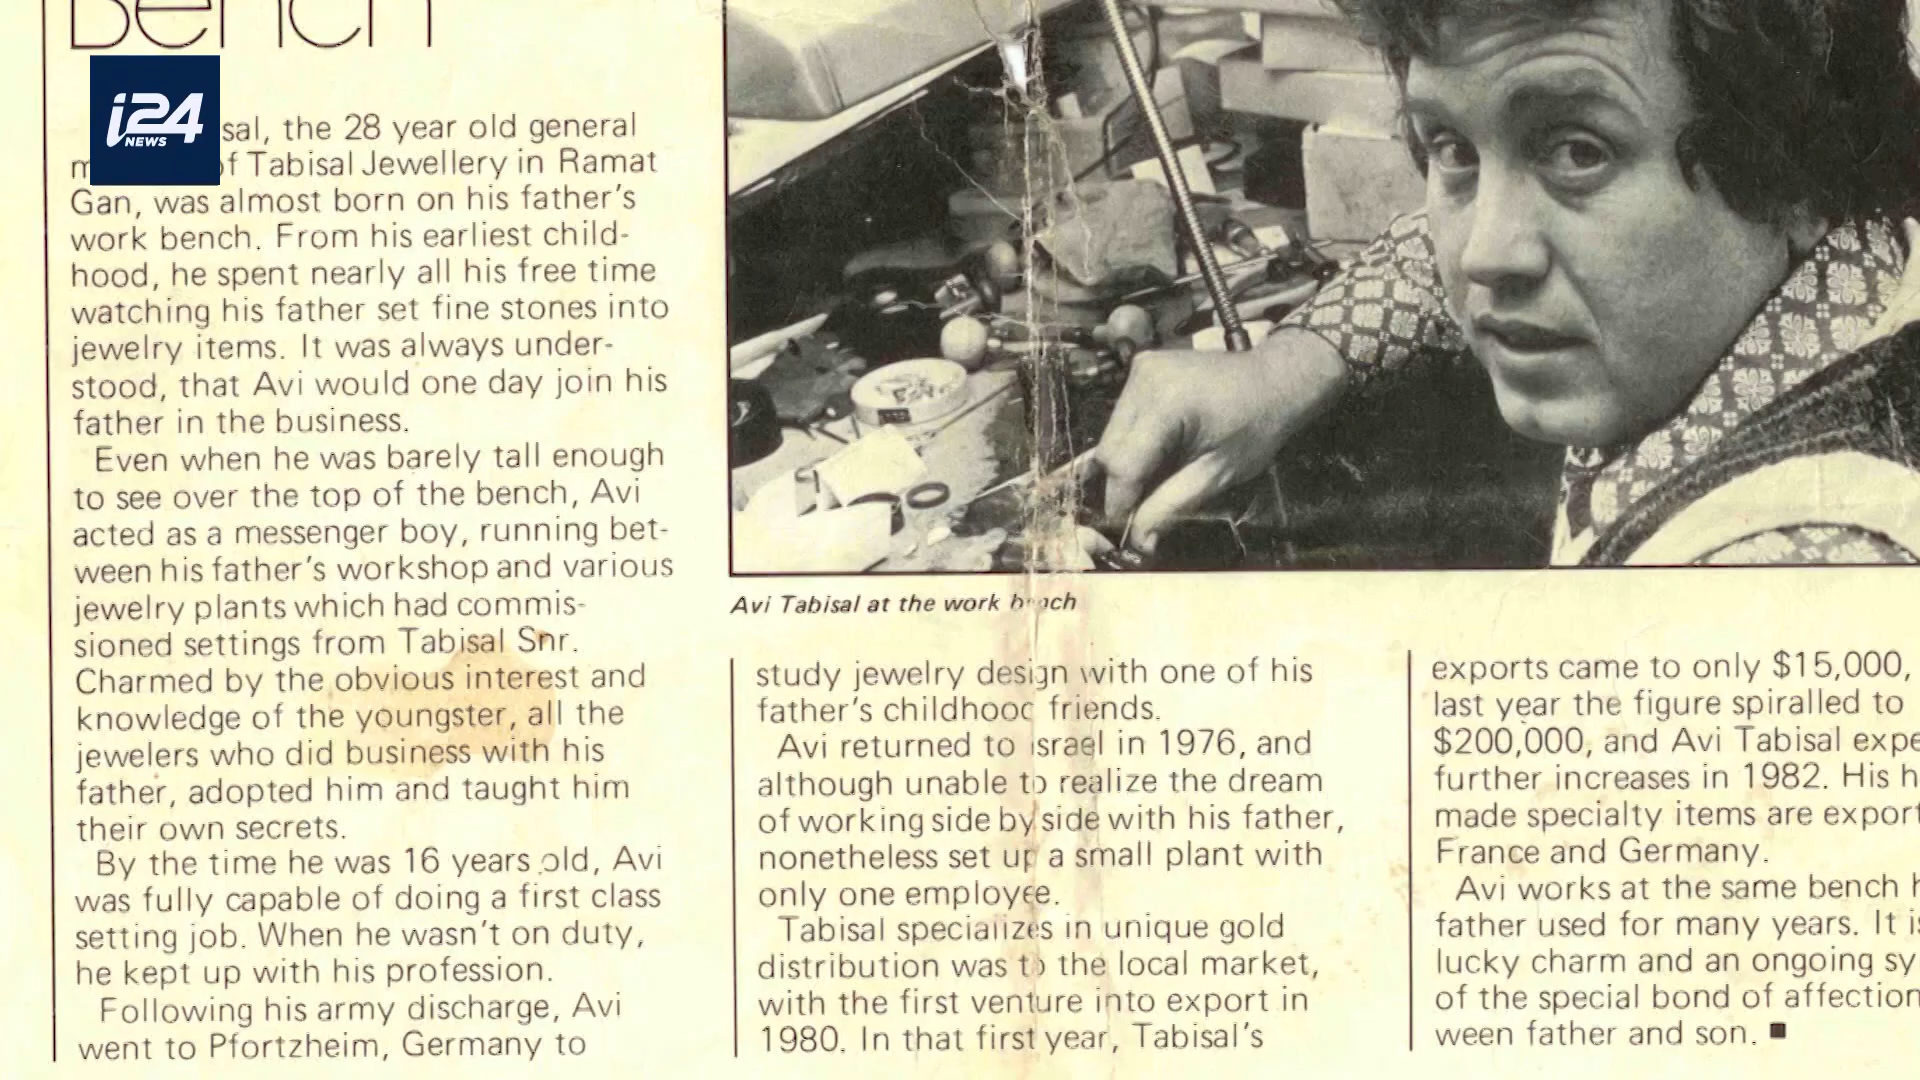 Bench
i24
NEWS
sal, the 28 year old general
of Tabisal Jewellery in Ramat
Gan, was almost born on his father's
work bench. From his earliest child-
hood, he spent nearly all his free time
watching his father set fine stones into
jewelry items. It was always under-
stood, that Avi would one day join his
father in the business.
Even when he was barely tall enough
to see over the top of the bench, Avi
acted as a messenger boy, running bet-
ween his father's workshop and various
jewelry plants which had commis-
sioned settings from Tabisal Snr.
Charmed by the obvious interest and
knowledge of the youngster, all the
jewelers who did business with his
father, adopted him and taught him
their own secrets.
By the time he was 16 years old, Avi
was fully capable of doing a first class
setting job. When he wasn't on duty,
he kept up with his profession.
Following his army discharge, Avi
went to Pfortzheim, Germany to
Avi Tabisal at the work bench
study jewelry design with one of his
father's childhood friends.
Avi returned to Israel in 1976, and
although unable to realize the dream
of working side by side with his father,
nonetheless set up a small plant with
only one employee.
Tabisal specializes in unique gold
distribution was to the local market,
with the first venture into export in
1980. In that first year, Tabisal's
exports came to only $15,000,
last year the figure spiralled to
$200,000, and Avi Tabisal expe
further increases in 1982. His h
made specialty items are export
France and Germany.
Avi works at the same bench h
father used for many years. It is
lucky charm and an ongoing sy
of the special bond of affection
ween father and son. ■